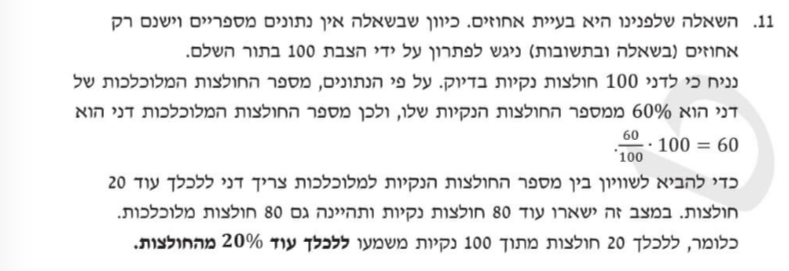 11. השאלה שלפנינו היא בעיית אחוזים. כיוון שבשאלה אין נתונים מספריים וישנם רק
אחוזים (בשאלה ובתשובות) ניגש לפתרון על ידי הצבת 100 בתור השלם.
נניח כי לדני 100 חולצות נקיות בדיוק. על פי הנתונים, מספר החולצות המלוכלכות של
דני הוא 60% ממספר החולצות הנקיות שלו, ולכן מספר החולצות המלוכלכות של דני הוא
60/100 · 100 = 60.
כדי להביא לשוויון בין מספר החולצות הנקיות למלוכלכות צריך דני ללכלך עוד 20
חולצות. במצב זה ישארו עוד 80 חולצות נקיות ותהיינה גם 80 חולצות מלוכלכות.
כלומר, ללכלך 20 חולצות מתוך 100 נקיות משמעו ללכלך עוד 20% מהחולצות.